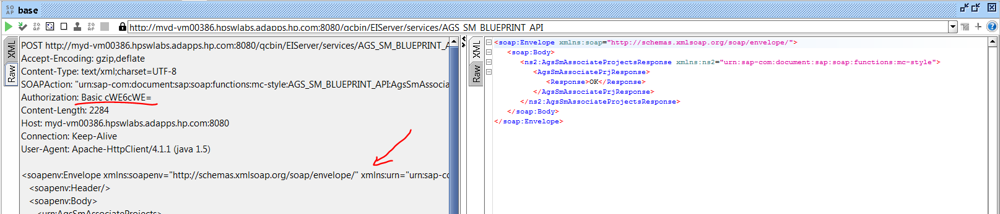 SO AP base
SO AP http://myd-vm00386.hpswlabs.adapps.hp.com:8080/qcbin/EIServer/services/AGS_SM_BLUEPRINT_API
XML
Raw
POST http://myd-vm00386.hpswlabs.adapps.hp.com:8080/qcbin/EIServer/services/AGS_SM_BLUEPRINT_A
Accept-Encoding: gzip,deflate
Content-Type: text/xml;charset=UTF-8
SOAPAction: "urn:sap-com:document:sap:soap:functions:mc-style:AGS_SM_BLUEPRINT_API:AgsSmAssocia
Authorization: Basic cWE6cWE=
Content-Length: 2284
Host: myd-vm00386.hpswlabs.adapps.hp.com:8080
Connection: Keep-Alive
User-Agent: Apache-HttpClient/4.1.1 (java 1.5)
<soapenv:Envelope xmlns:soapenv="http://schemas.xmlsoap.org/soap/envelope/" xmlns:urn="urn:sap-co
<soapenv:Header/>
<soapenv:Body>
<urn:AgsSmAssociateProjects>
XML
Raw
<soap:Envelope xmlns:soap="http://schemas.xmlsoap.org/soap/envelope/">
<soap:Body>
<ns2:AgsSmAssociateProjectsResponse xmlns:ns2="urn:sap-com:document:sap:soap:functions:mc-style">
<AgsSmAssociatePrjResponse>
<Response>OK</Response>
</AgsSmAssociatePrjResponse>
</ns2:AgsSmAssociateProjectsResponse>
</soap:Body>
</soap:Envelope>